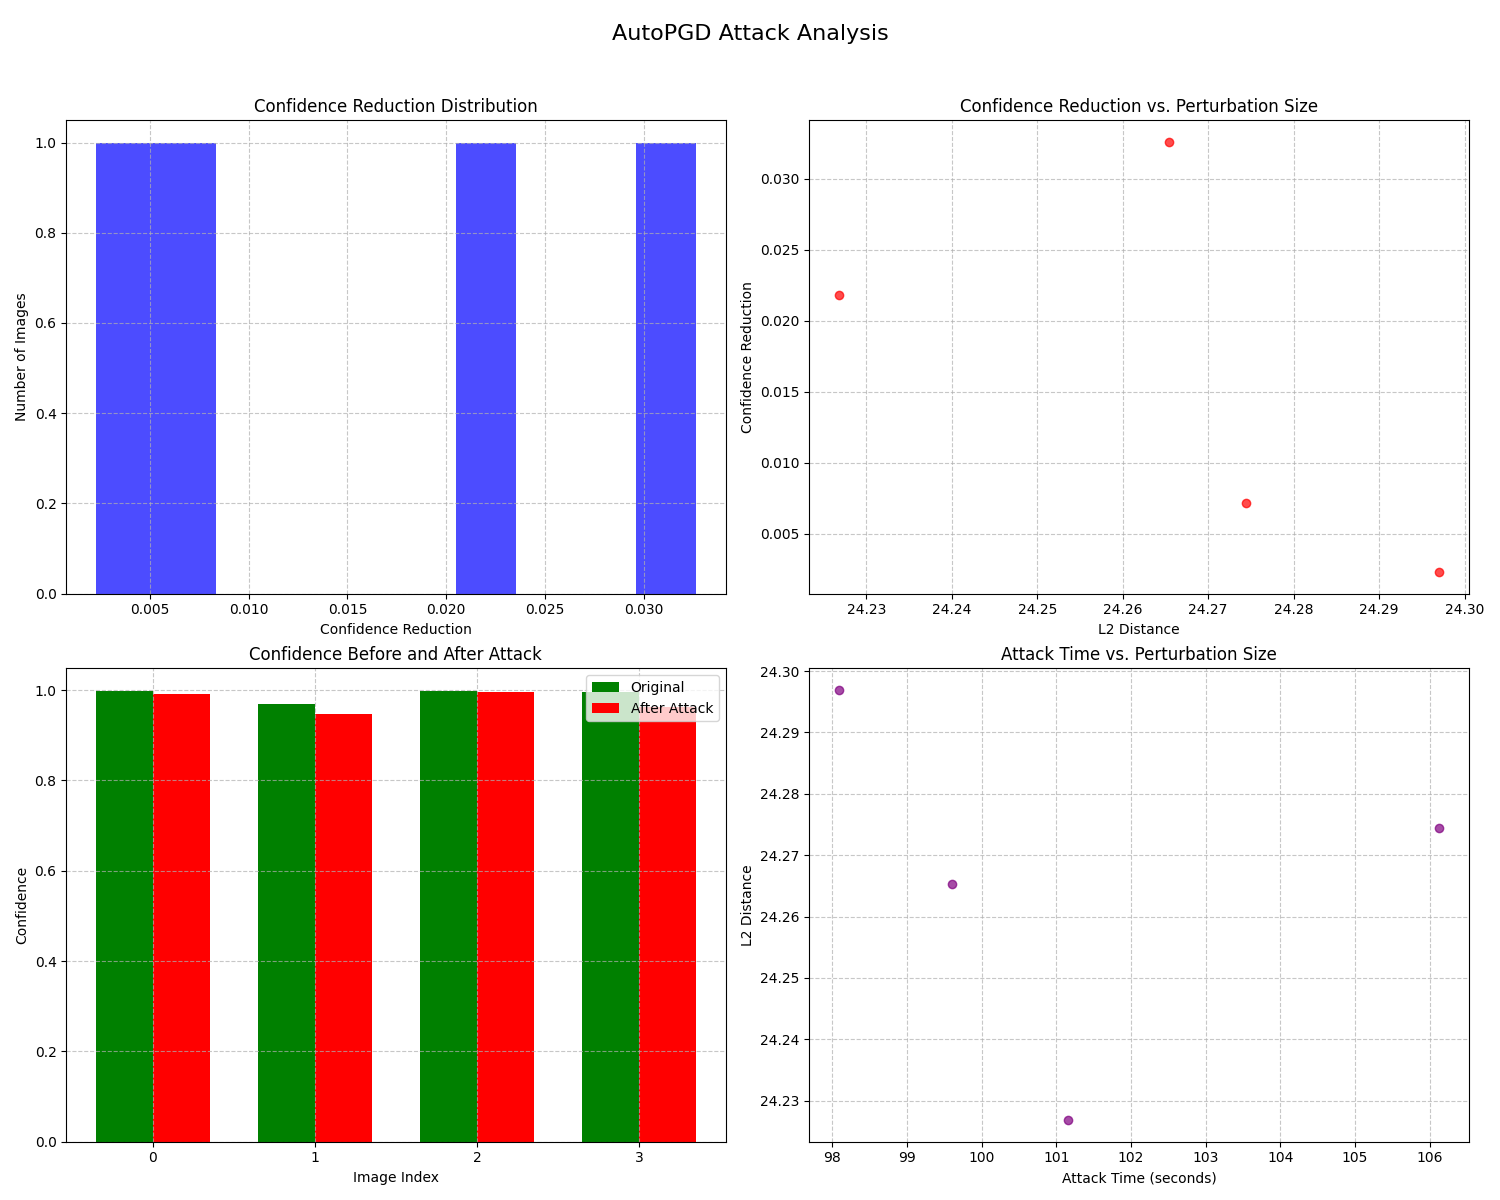 AutoPGD Attack Analysis
Confidence Reduction Distribution
1.0
0.8
0.6
0.4
0.2
0.0
Number of Images
0.005 0.010 0.015 0.020 0.025 0.030
Confidence Reduction
Confidence Reduction vs. Perturbation Size
0.030
0.025
0.020
0.015
0.010
0.005
Confidence Reduction
24.23 24.24 24.25 24.26 24.27 24.28 24.29 24.30
L2 Distance
Confidence Before and After Attack
Original
After Attack
1.0
0.8
0.6
0.4
0.2
0.0
Confidence
0 1 2 3
Image Index
Attack Time vs. Perturbation Size
24.30
24.29
24.28
24.27
24.26
24.25
24.24
24.23
L2 Distance
98 99 100 101 102 103 104 105 106
Attack Time (seconds)